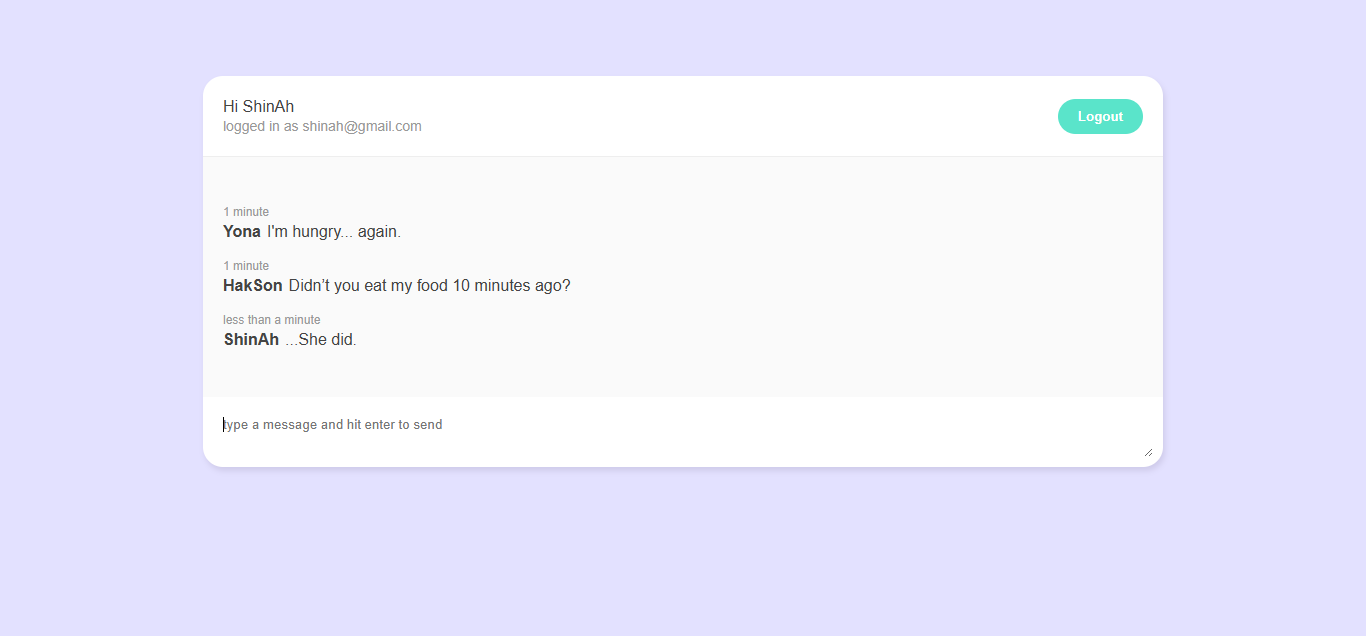 Hi ShinAh
logged in as shinah@gmail.com
Logout
1 minute
Yona I'm hungry... again.
1 minute
HakSon Didn’t you eat my food 10 minutes ago?
less than a minute
ShinAh ...She did.
type a message and hit enter to send